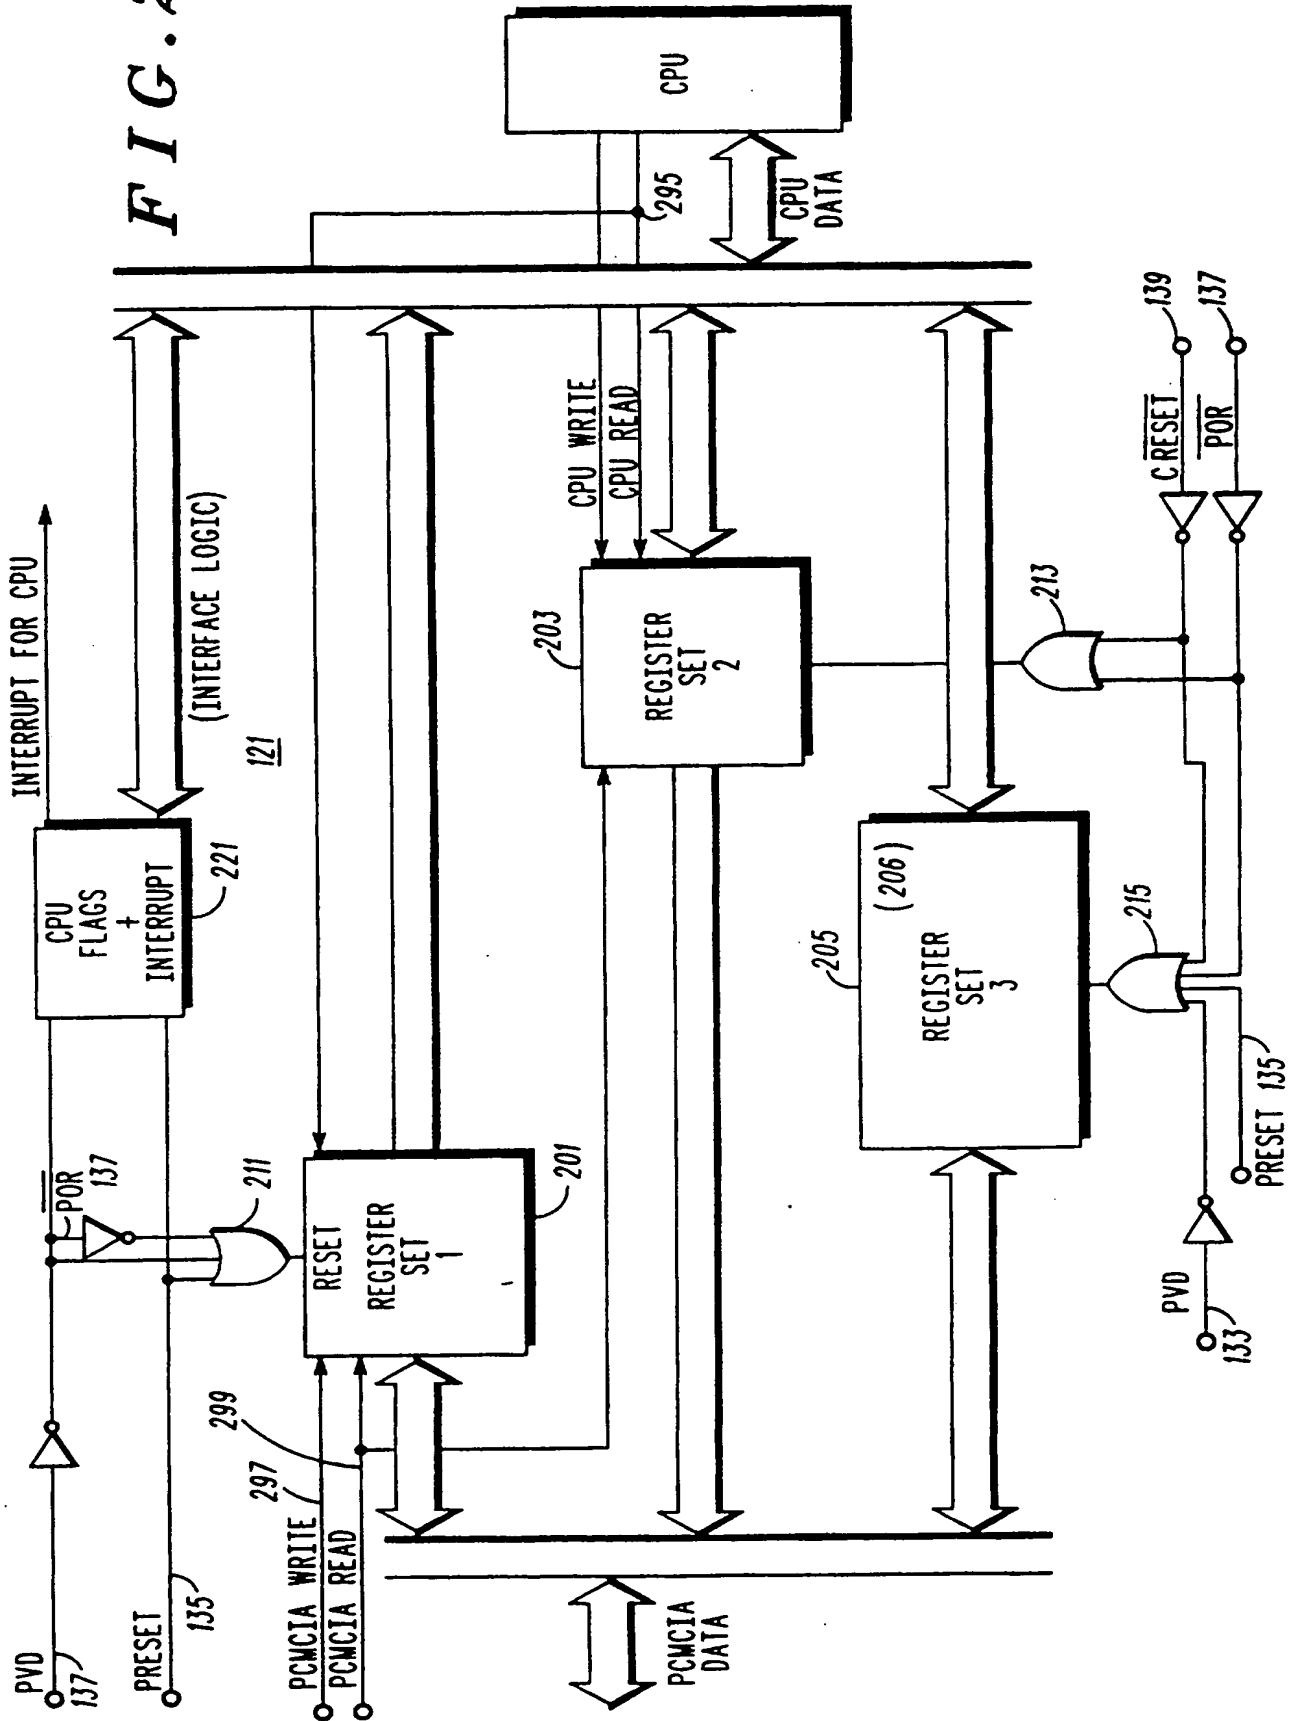 FIG. 2
INTERRUPT FOR CPU
PVD
137
POR
137
CPU
FLAGS
+
INTERRUPT
221
(INTERFACE LOGIC)
PRESET
135
211
121
PCMCIA WRITE
PCMCIA READ
297
299
RESET
REGISTER
SET
1
201
295
CPU
CPU
DATA
CPU WRITE
CPU READ
203
REGISTER
SET
2
PCMCIA
DATA
205
(206)
REGISTER
SET
3
213
215
C RESET
139
POR
137
PVD
133
PRESET 135